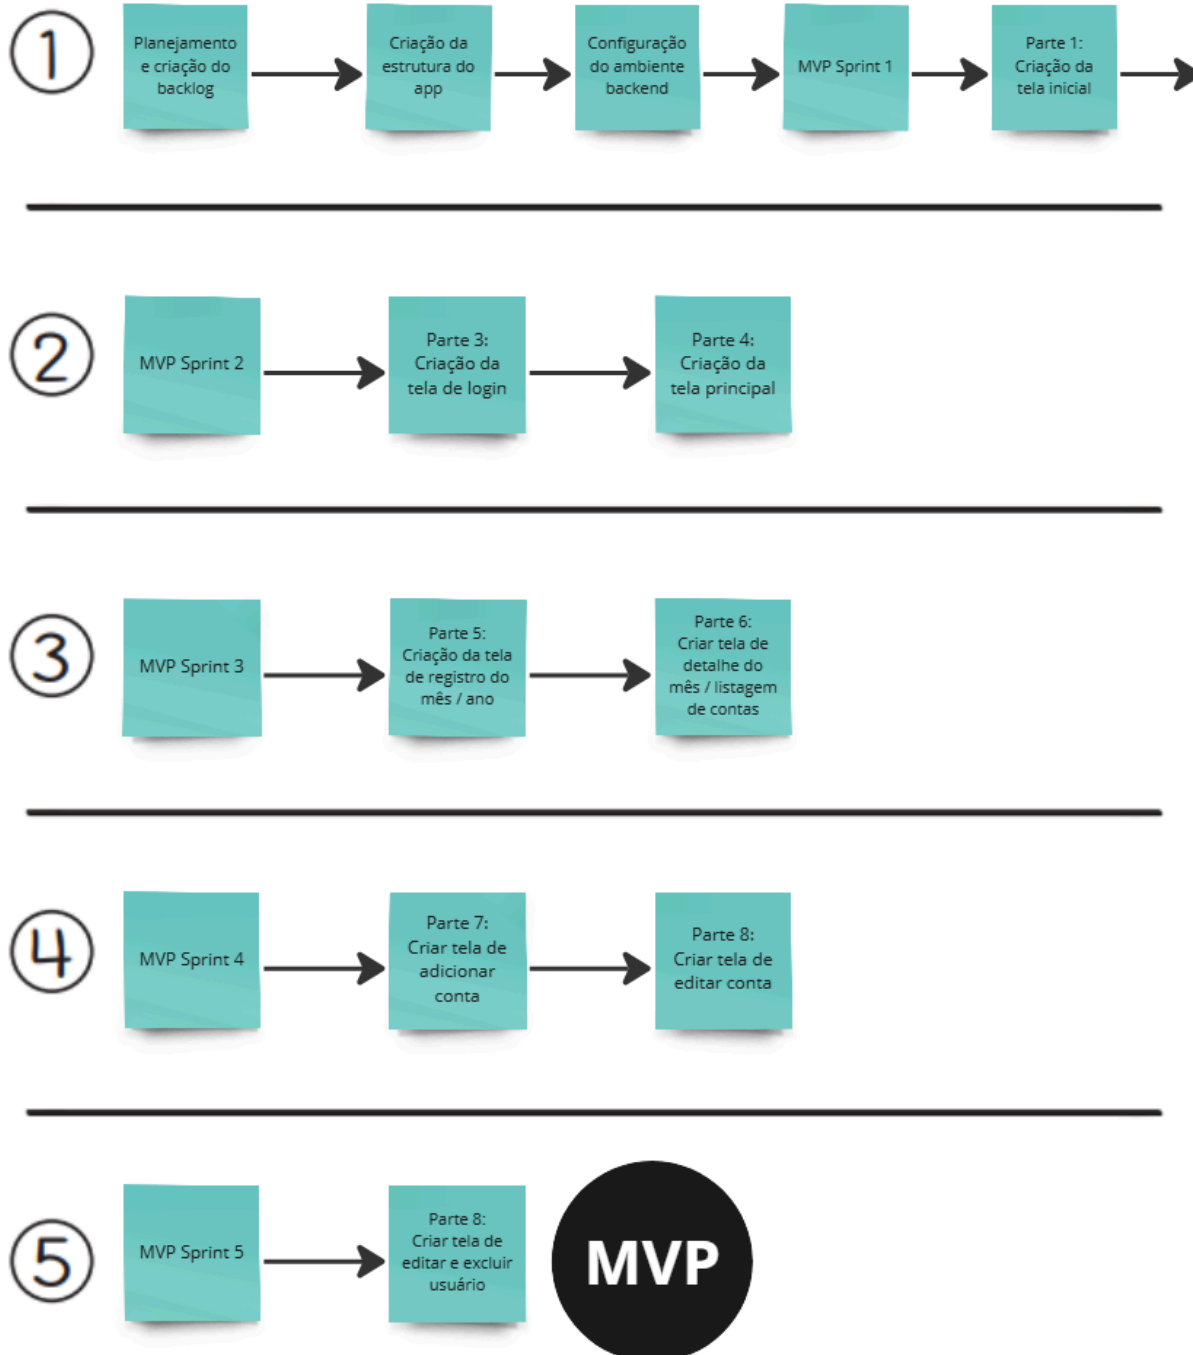 1
Planejamento
e criação do
backlog
Criação da
estrutura do
app
Configuração
do ambiente
backend
MVP Sprint 1
Parte 1:
Criação da
tela inicial
2
MVP Sprint 2
Parte 3:
Criação da
tela de login
Parte 4:
Criação da
tela principal
3
MVP Sprint 3
Parte 5:
Criação da tela
de registro do
mês / ano
Parte 6:
Criar tela de
detalhe do
mês / listagem
de contas
4
MVP Sprint 4
Parte 7:
Criar tela de
adicionar
conta
Parte 8:
Criar tela de
editar conta
5
MVP Sprint 5
Parte 8:
Criar tela de
editar e excluir
usuário
MVP